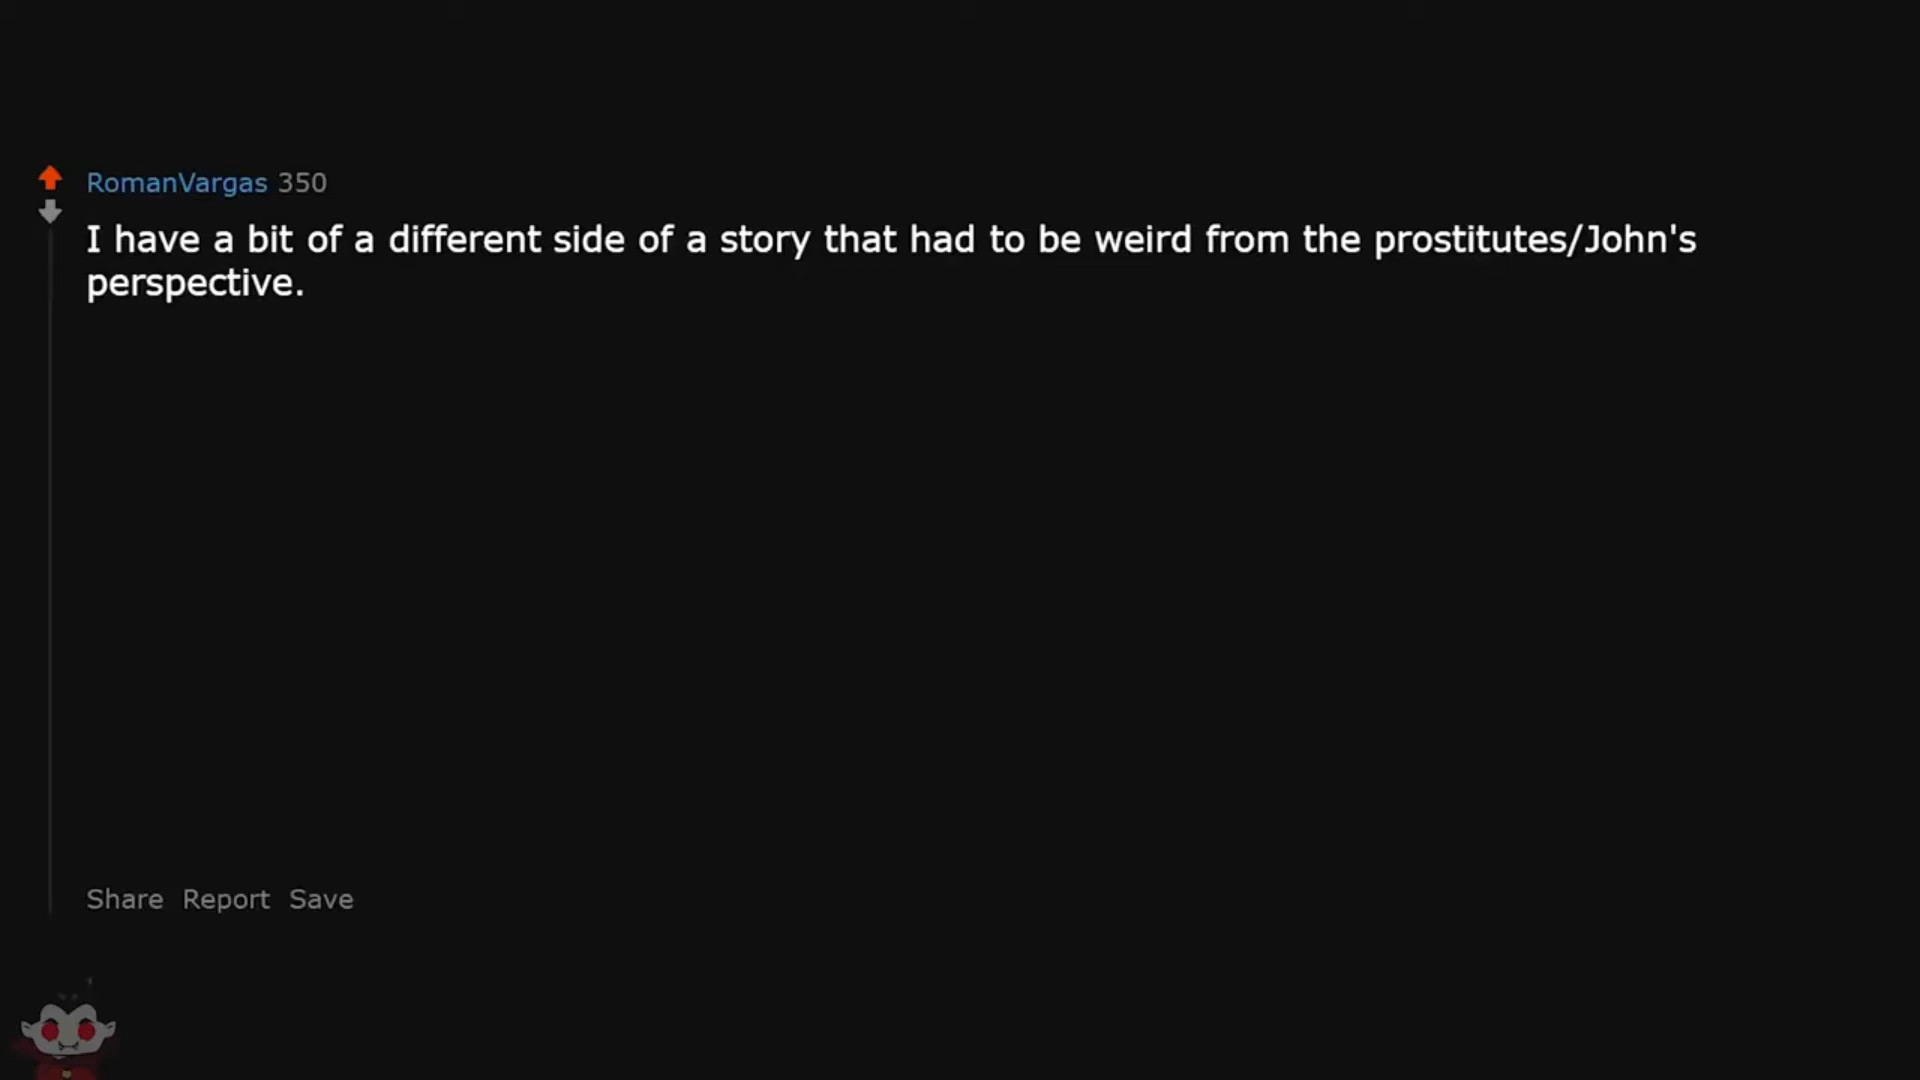 RomanVargas 350
I have a bit of a different side of a story that had to be weird from the prostitutes/John's
perspective.
Share Report Save